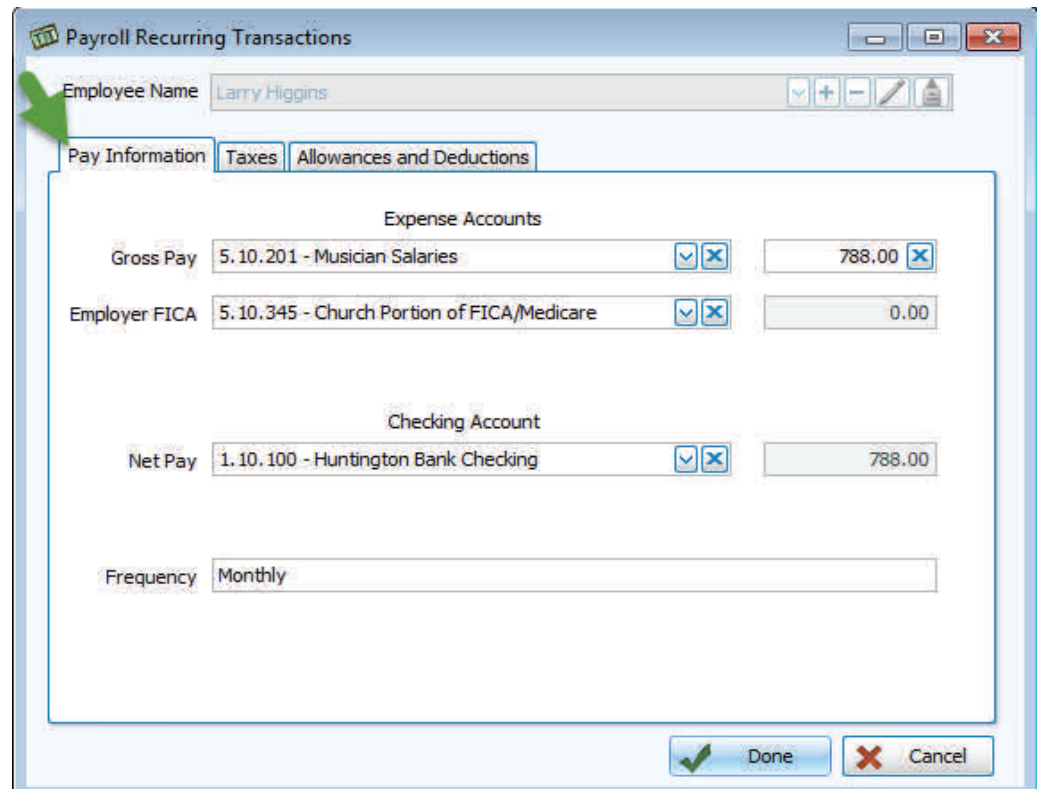 Payroll Recurring Transactions
Employee Name Larry Higgins
Pay Information Taxes Allowances and Deductions
Expense Accounts
Gross Pay 5.10.201 - Musician Salaries 788.00
Employer FICA 5.10.345 - Church Portion of FICA/Medicare 0.00
Checking Account
Net Pay 1.10.100 - Huntington Bank Checking 788.00
Frequency Monthly
Done Cancel